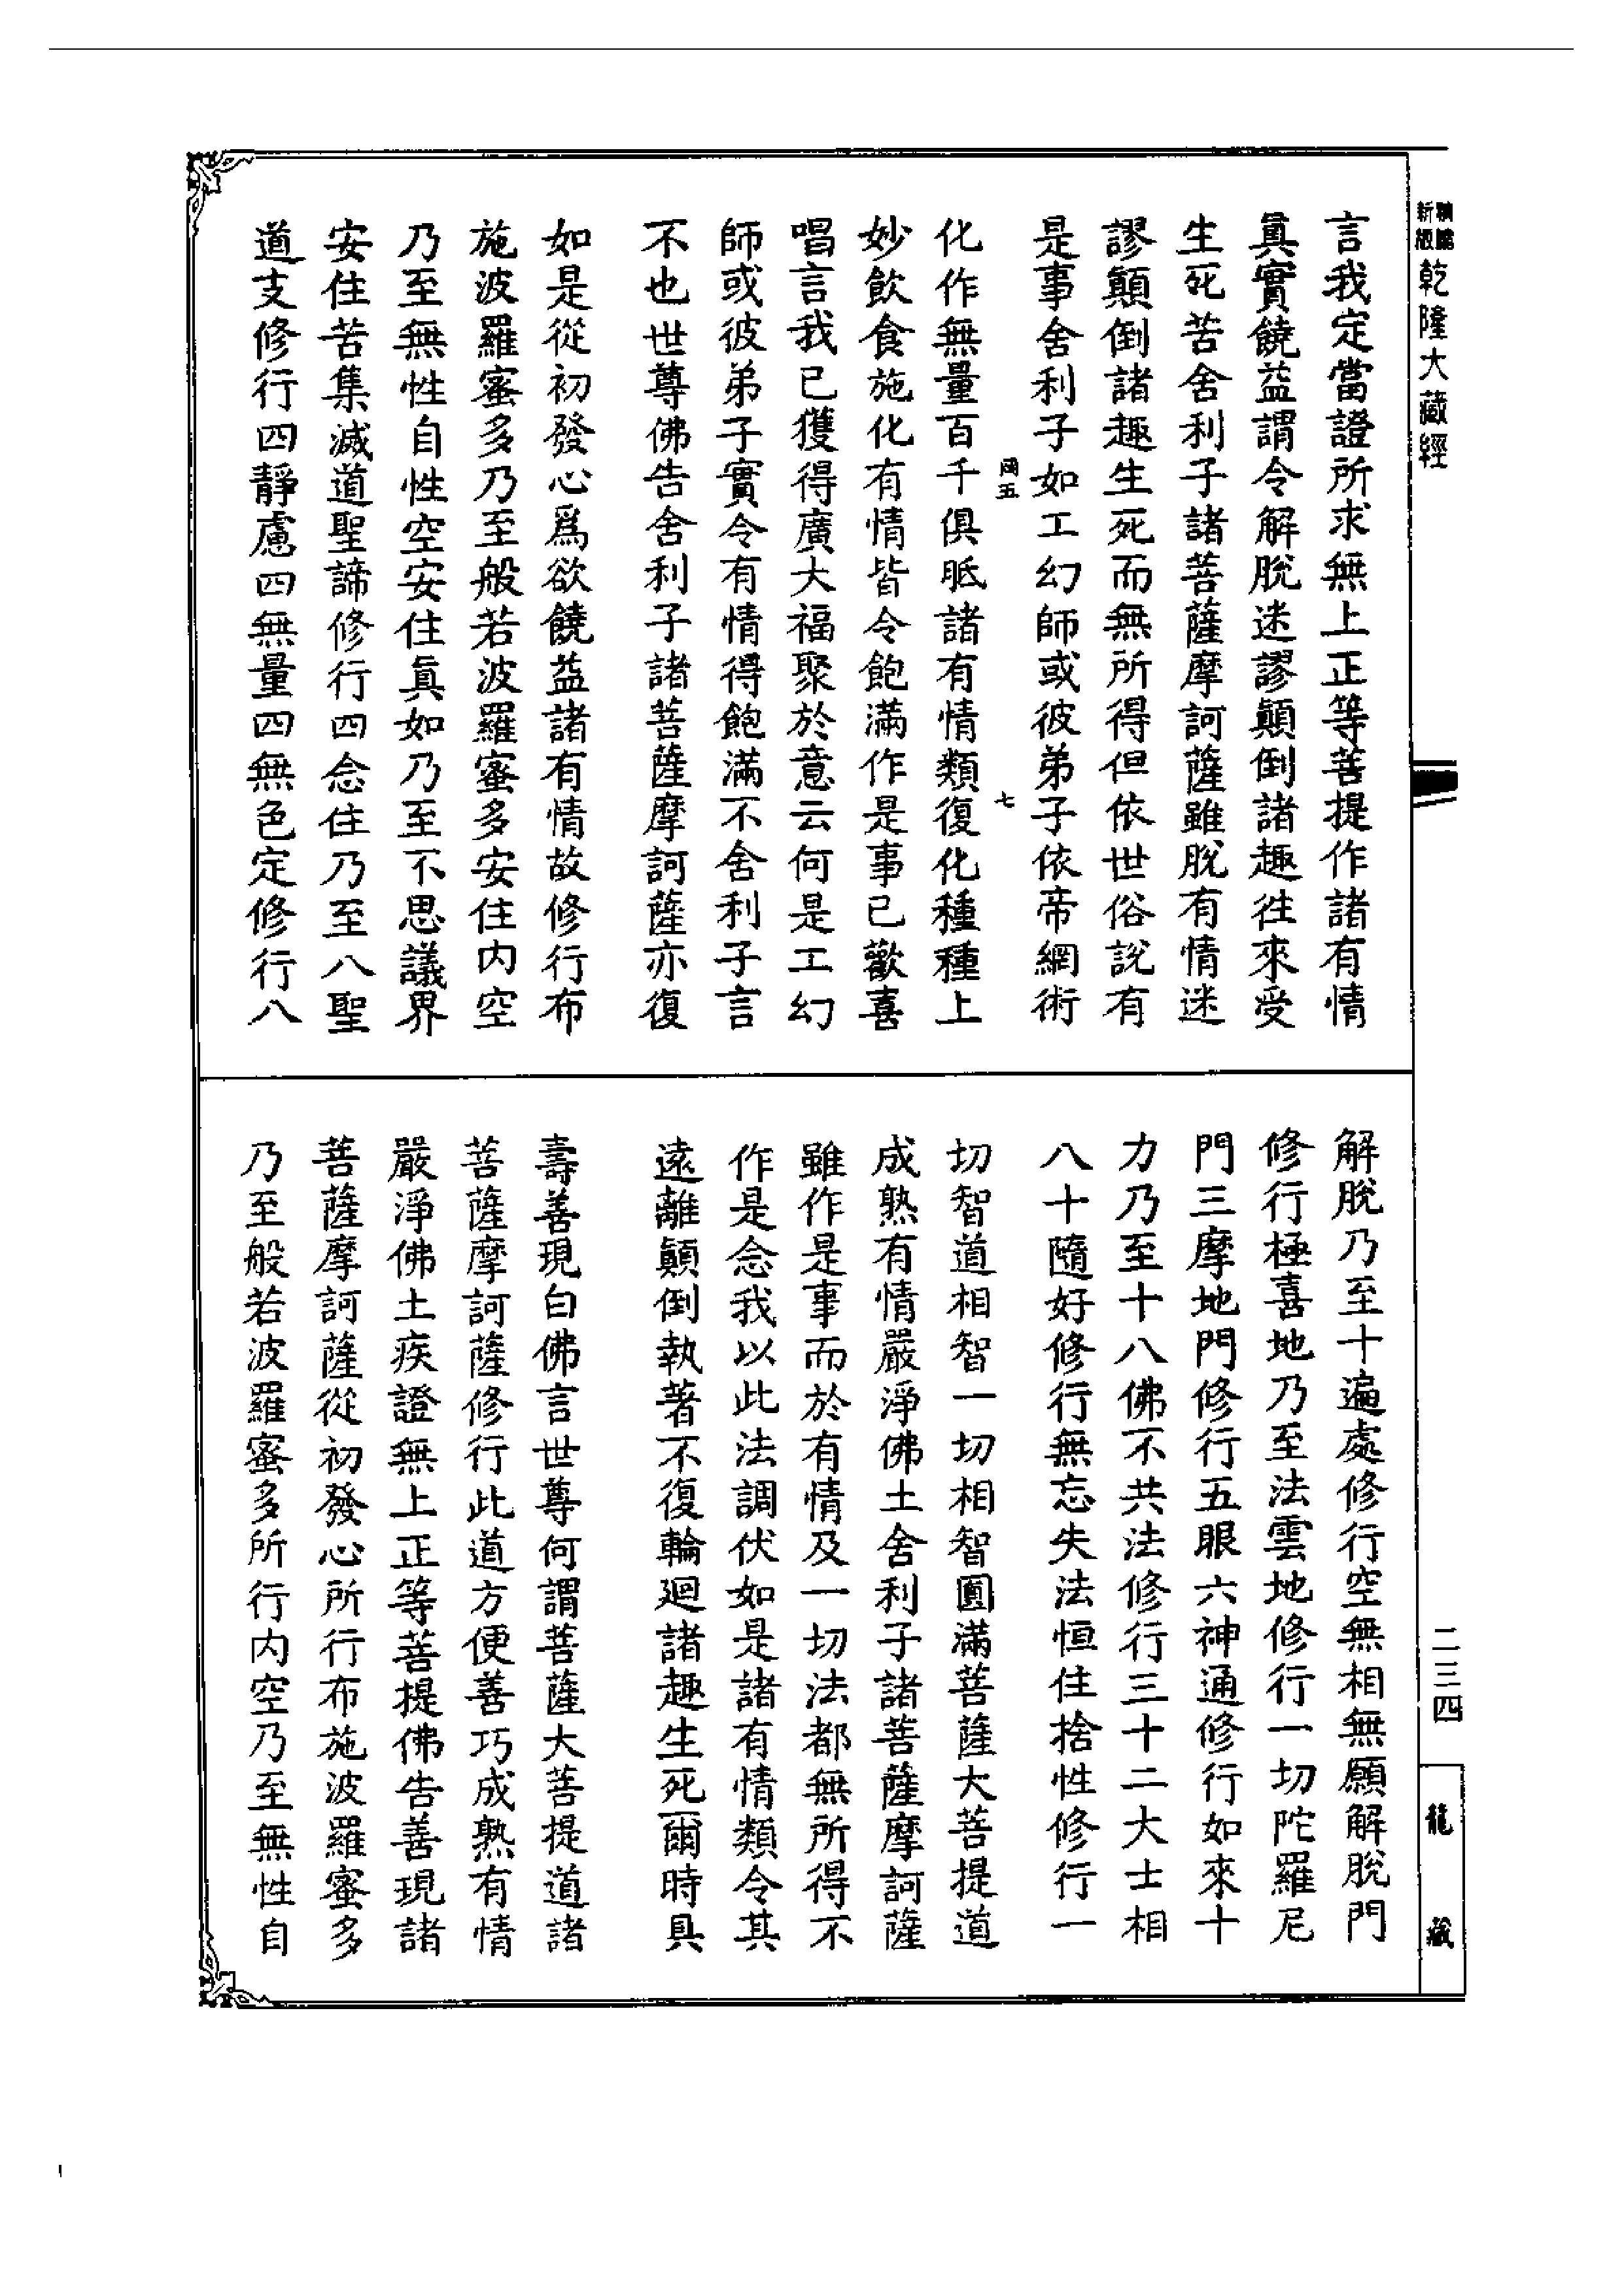 乾隆大藏經
言我定當證所求無上正等菩提作諸有情
真實饒益謂令解脫迷謬顛倒諸趣往來受
生死苦舍利子諸菩薩摩訶薩雖脫有情迷
謬顛倒諸趣生死而無所得但依世俗說有
是事舍利子如工幻師或彼弟子依帝網術
五
七
化作無量百千俱胝諸有情類復化種種上
妙飲食施化有情皆令飽滿作是事已歡喜
唱言我已獲得廣大福聚於意云何是工幻
師或彼弟子實令有情得飽滿不舍利子言
不也世尊佛告舍利子諸菩薩摩訶薩亦復
如是從初發心爲欲饒益諸有情故修行布
施波羅蜜多乃至般若波羅蜜多安住內空
乃至無性自性空安住真如乃至不思議界
安住苦集滅道聖諦修行四念住乃至八聖
道支修行四靜慮四無量四無色定修行八
解脫乃至十遍處修行空無相無願解脫門
修行極喜地乃至法雲地修行一切陀羅尼
門三摩地門修行五眼六神通修行如來十
力乃至十八佛不共法修行三十二大士相
八十隨好修行無忘失法恒住捨性修行一
切智道相智一切相智圓滿菩薩大菩提道
成熟有情嚴淨佛土舍利子諸菩薩摩訶薩
雖作是事而於有情及一切法都無所得不
作是念我以此法調伏如是諸有情類令其
遠離顛倒執著不復輪迴諸趣生死爾時具
壽善現白佛言世尊何謂菩薩大菩提道諸
菩薩摩訶薩修行此道方便善巧成熟有情
嚴淨佛土疾證無上正等菩提佛告善現諸
菩薩摩訶薩從初發心所行布施波羅蜜多
乃至般若波羅蜜多所行內空乃至無性自
二三四
龍藏